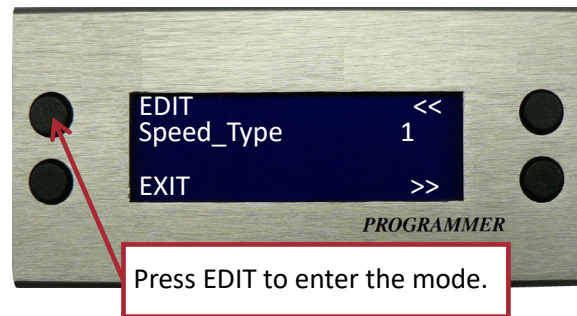 EDIT <<
Speed_Type 1
EXIT >>
PROGRAMMER
Press EDIT to enter the mode.